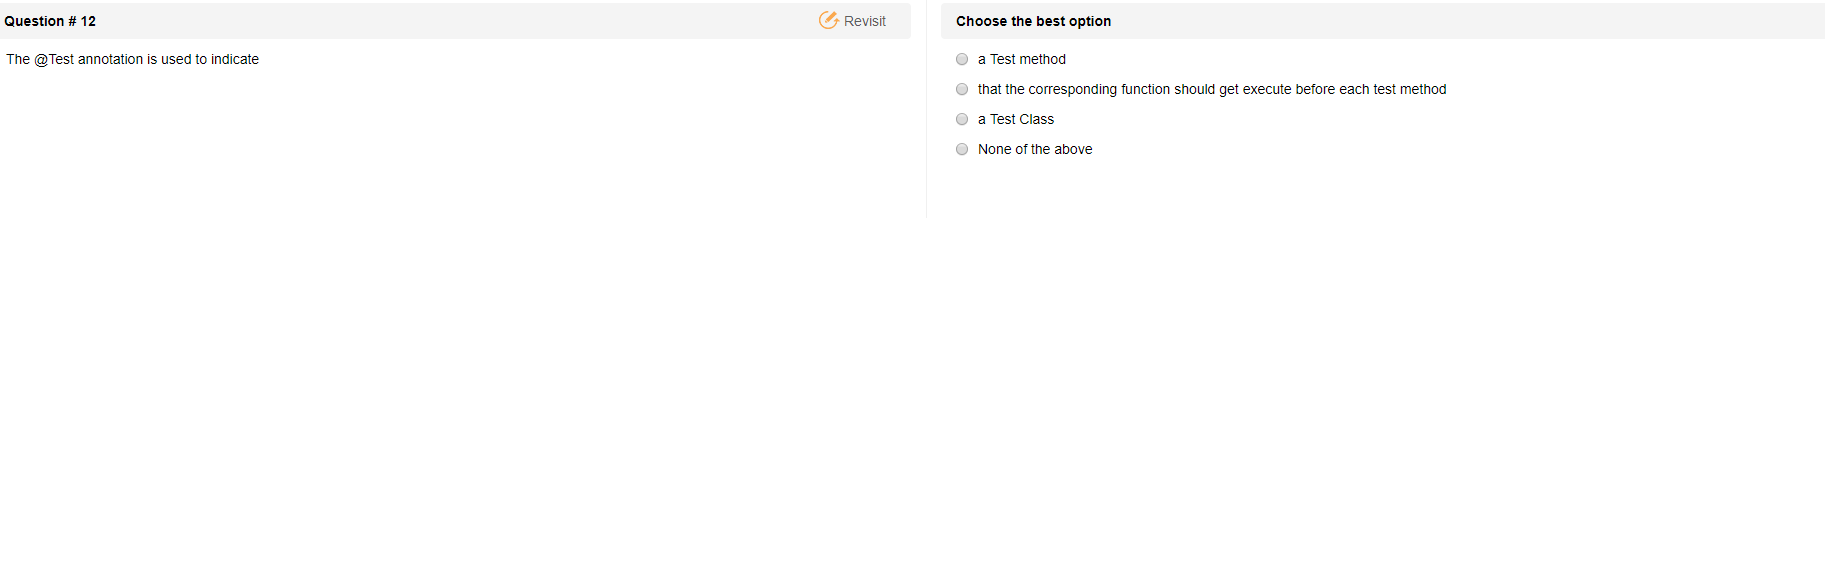 Question # 12
Revisit
The @Test annotation is used to indicate
Choose the best option
a Test method
that the corresponding function should get execute before each test method
a Test Class
None of the above